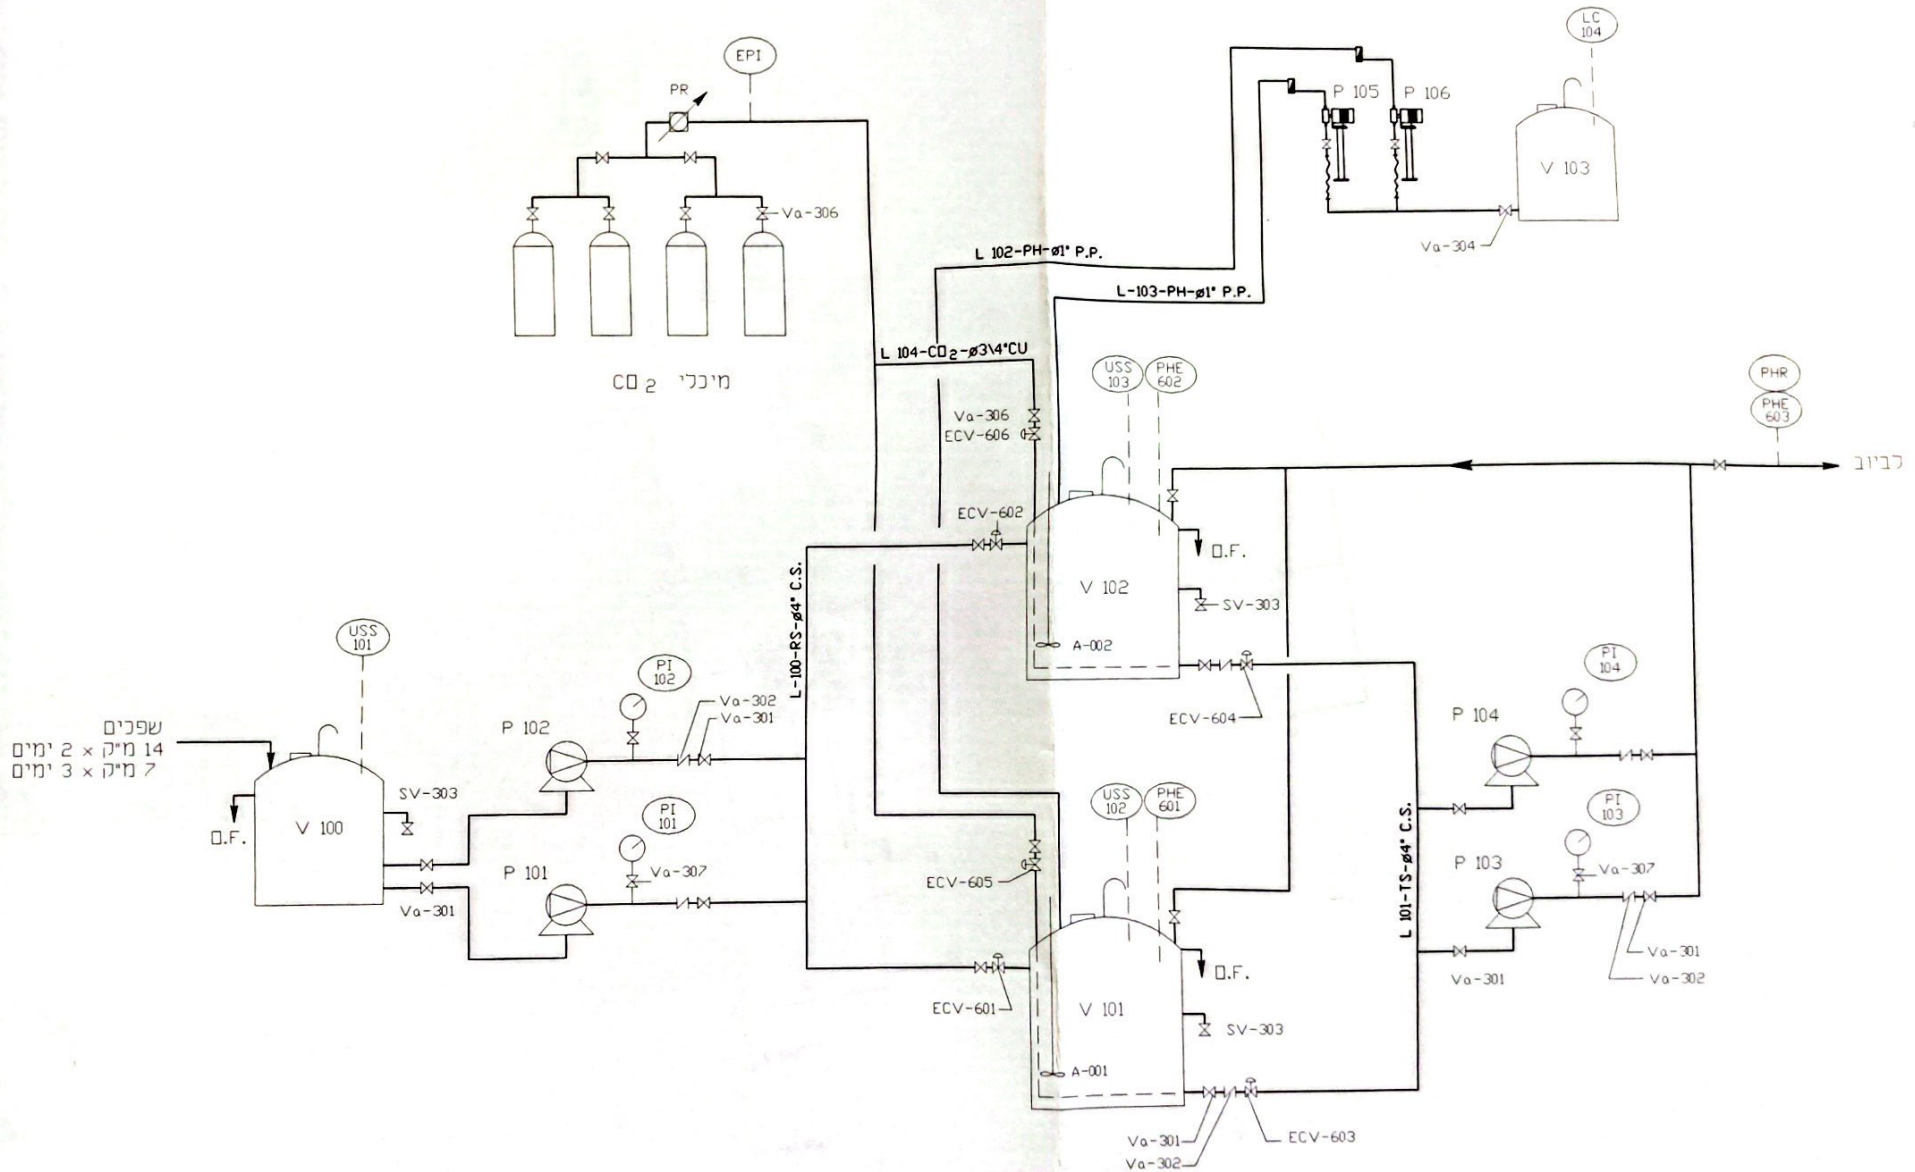 LC
104
EPI
PR
P 105
P 106
V 103
Va-306
Va-304
L 102-PH-ø1" P.P.
L-103-PH-ø1" P.P.
L 104-CO2-ø3\4"CU
מיכלי CO2
USS
103
PHE
602
PHR
PHE
603
Va-306
ECV-606
לביוב
ECV-602
O.F.
V 102
SV-303
L-100-RS-ø4" C.S.
USS
101
A-002
PI
102
PI
104
ECV-604
Va-302
Va-301
P 102
P 104
שפכים
14 מ"ק x 2 ימים
7 מ"ק x 3 ימים
SV-303
V 100
O.F.
PI
101
USS
102
PHE
601
PI
103
P 101
Va-307
ECV-605
P 103
Va-307
L 101-TS-ø4" C.S.
Va-301
Va-301
Va-301
Va-302
O.F.
ECV-601
V 101
SV-303
A-001
Va-301
Va-302
ECV-603